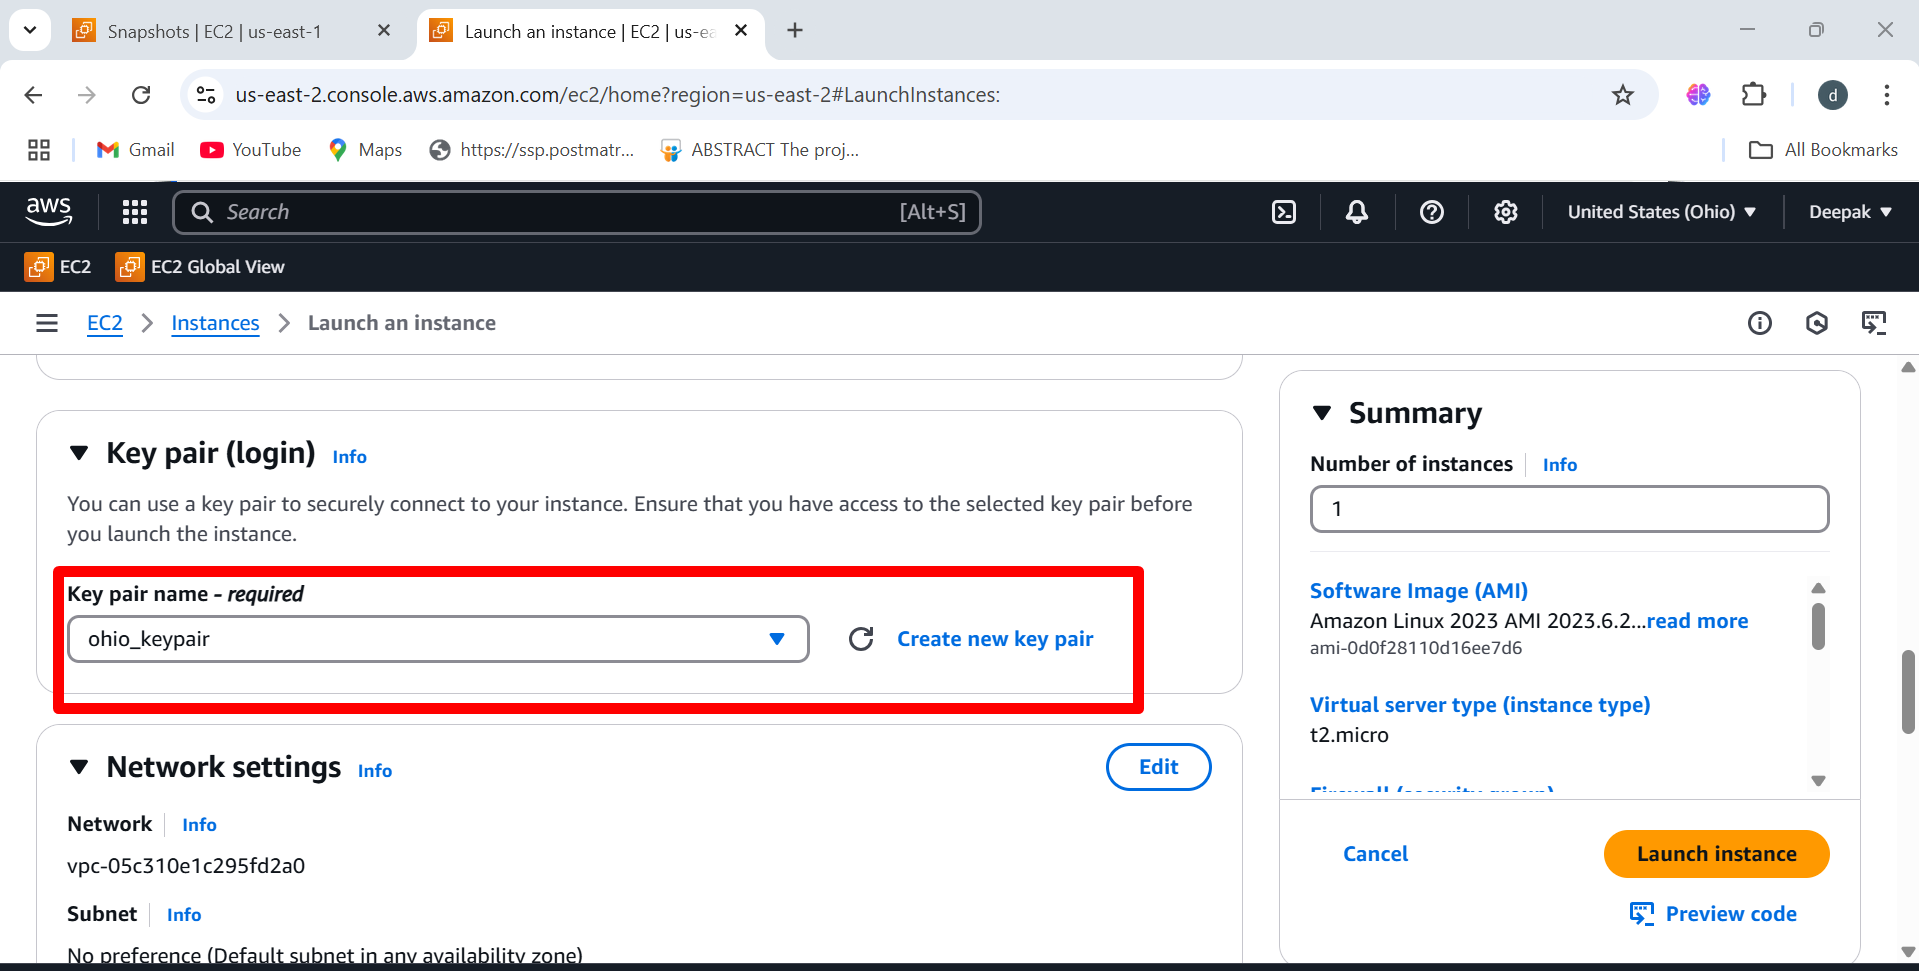 Snapshots | EC2 | us-east-1
Launch an instance | EC2 | us-ea
us-east-2.console.aws.amazon.com/ec2/home?region=us-east-2#LaunchInstances:
d
Gmail
YouTube
Maps
https://ssp.postmatr...
ABSTRACT The proj...
All Bookmarks
aws
Search
[Alt+S]
United States (Ohio)
Deepak
EC2
EC2 Global View
EC2
Instances
Launch an instance
Key pair (login) Info
You can use a key pair to securely connect to your instance. Ensure that you have access to the selected key pair before
you launch the instance.
Key pair name - required
ohio_keypair
Create new key pair
Network settings Info
Edit
Network Info
vpc-05c310e1c295fd2a0
Subnet Info
No preference (Default subnet in any availability zone)
Summary
Number of instances Info
1
Software Image (AMI)
Amazon Linux 2023 AMI 2023.6.2...read more
ami-0d0f28110d16ee7d6
Virtual server type (instance type)
t2.micro
Firewall (security group)
Cancel
Launch instance
Preview code